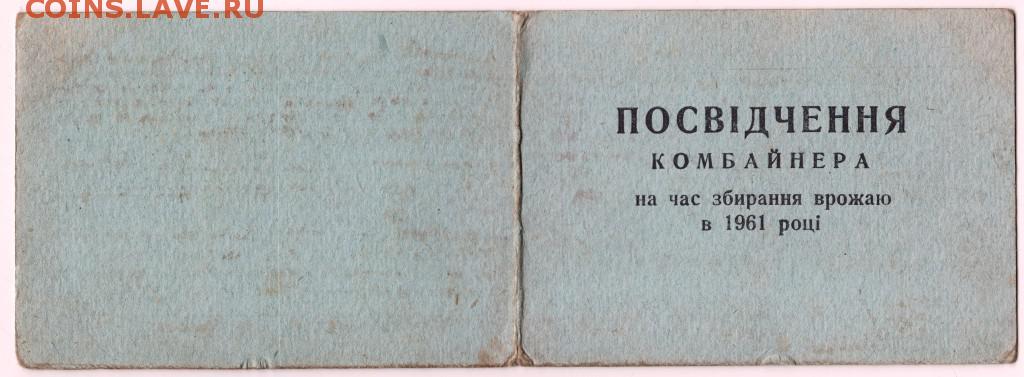 COINS.LAVE.RU
ПОСВІДЧЕННЯ
КОМБАЙНЕРА
на час збирання врожаю
в 1961 році